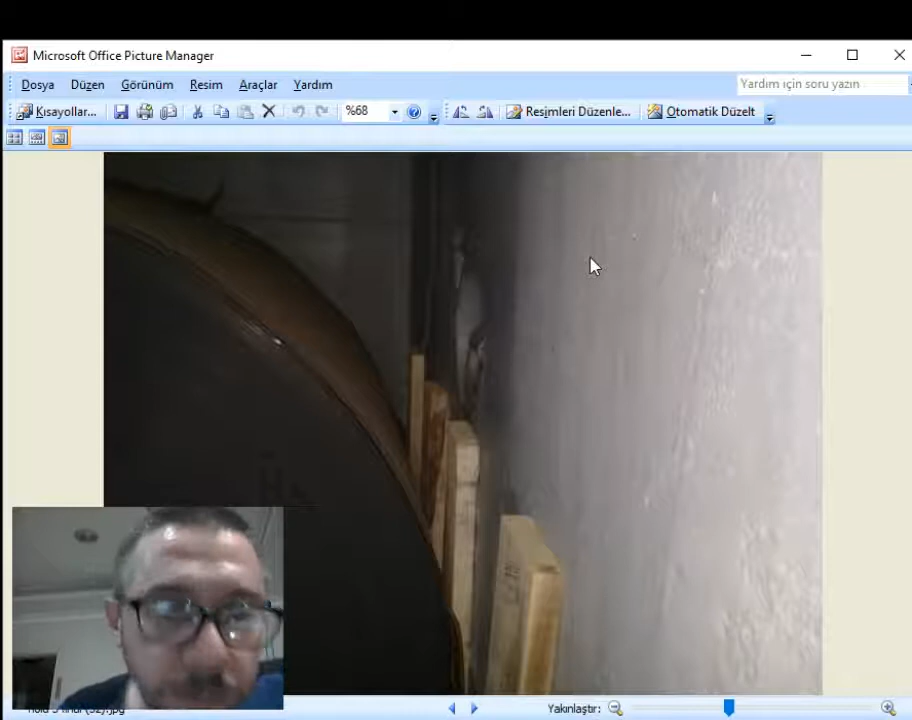 Microsoft Office Picture Manager
Dosya Düzen Görünüm Resim Araçlar Yardım
Yardım için soru yazın
Kısayollar... %68 Resimleri Düzenle... Otomatik Düzelt
Yakınlaştır: